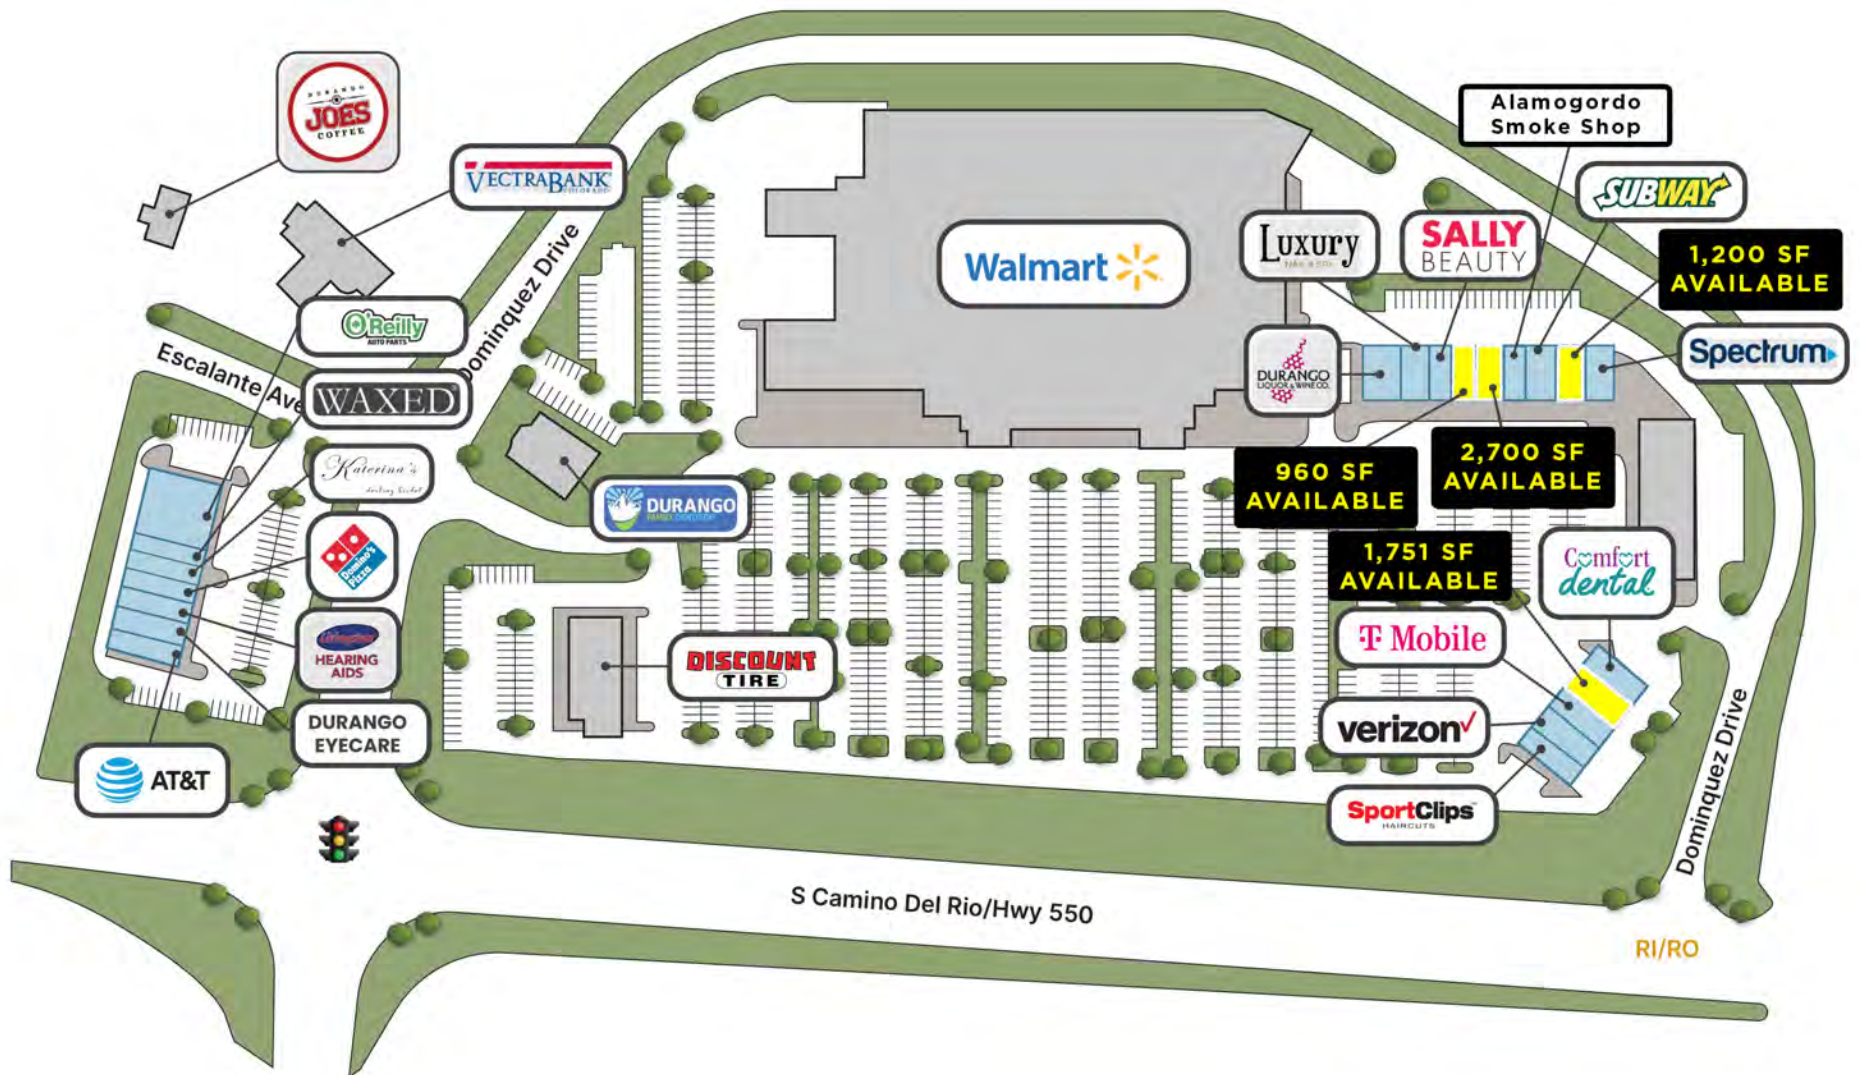 DURANGO
JOES
COFFEE
VECTRABANK
COLORADO
Alamogordo
Smoke Shop
SUBWAY
Luxury
SALLY
BEAUTY
1,200 SF
AVAILABLE
Walmart
Dominquez Drive
O'Reilly
AUTO PARTS
Spectrum
Escalante Ave
WAXED
DURANGO
LIQUOR & WINE CO.
Katerina's
960 SF
AVAILABLE
2,700 SF
AVAILABLE
DURANGO
Domino's
Pizza
1,751 SF
AVAILABLE
Comfort
dental
HEARING
AIDS
DISCOUNT
TIRE
T Mobile
DURANGO
EYECARE
verizon
AT&T
SportClips
HAIRCUTS
Dominquez Drive
S Camino Del Rio/Hwy 550
RI/RO